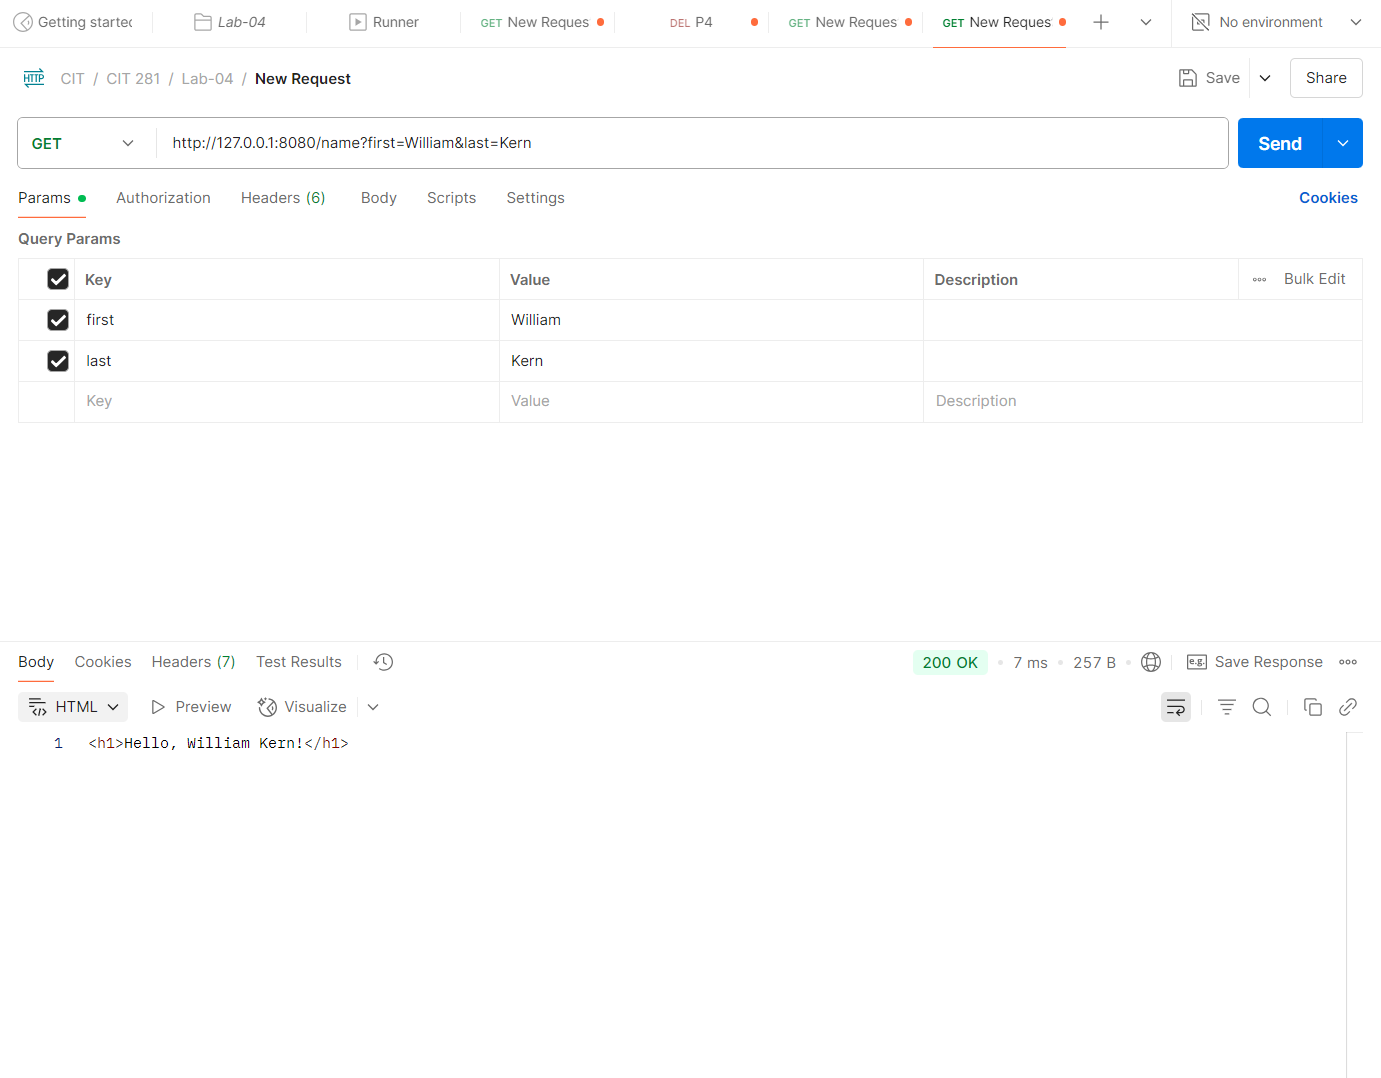 Getting started
Lab-04
Runner
GET New Reques
DEL P4
GET New Reques
GET New Reques
No environment
HTTP CIT / CIT 281 / Lab-04 / New Request
Save
Share
GET
http://127.0.0.1:8080/name?first=William&last=Kern
Send
Params
Authorization
Headers (6)
Body
Scripts
Settings
Cookies
Query Params
Key Value Description Bulk Edit
first William
last Kern
Key Value Description
Body
Cookies
Headers (7)
Test Results
200 OK
7 ms
257 B
e.g. Save Response
HTML
Preview
Visualize
1 <h1>Hello, William Kern!</h1>